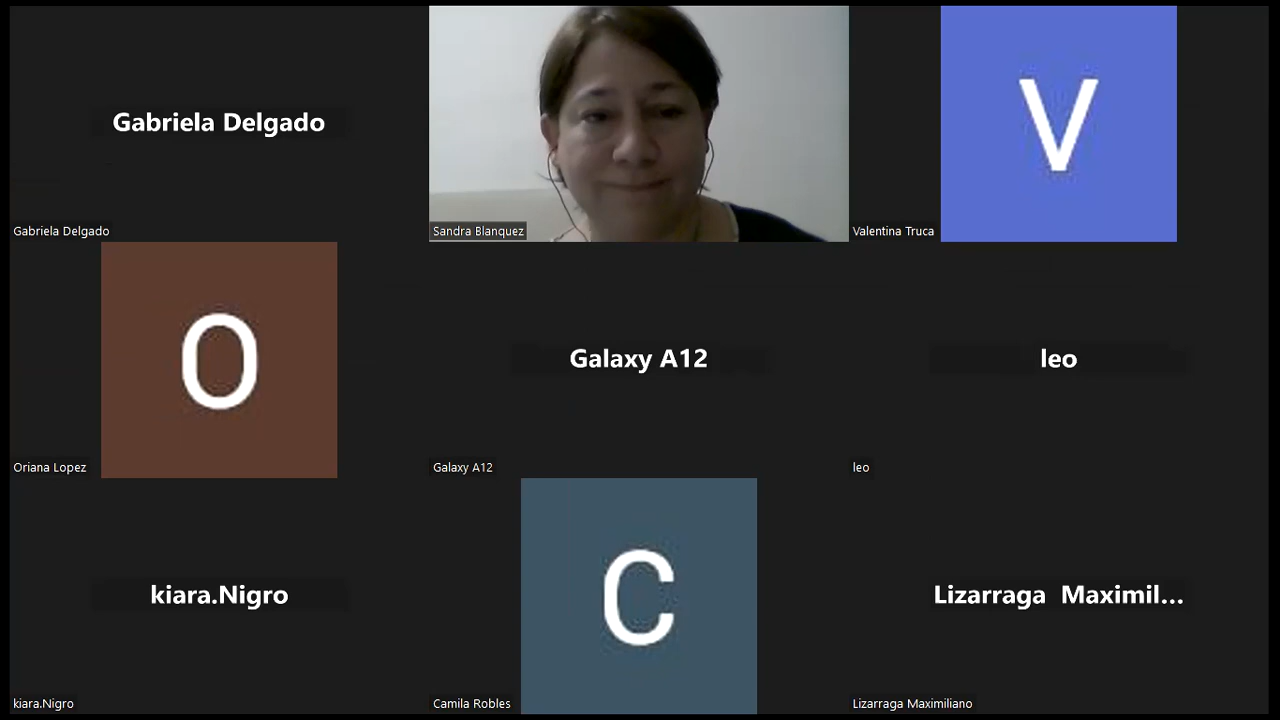 Gabriela Delgado
Gabriela Delgado
Sandra Blanquez
V
Valentina Truca
O
Oriana Lopez
Galaxy A12
Galaxy A12
leo
leo
kiara.Nigro
kiara.Nigro
C
Camila Robles
Lizarraga  Maximil...
Lizarraga Maximiliano